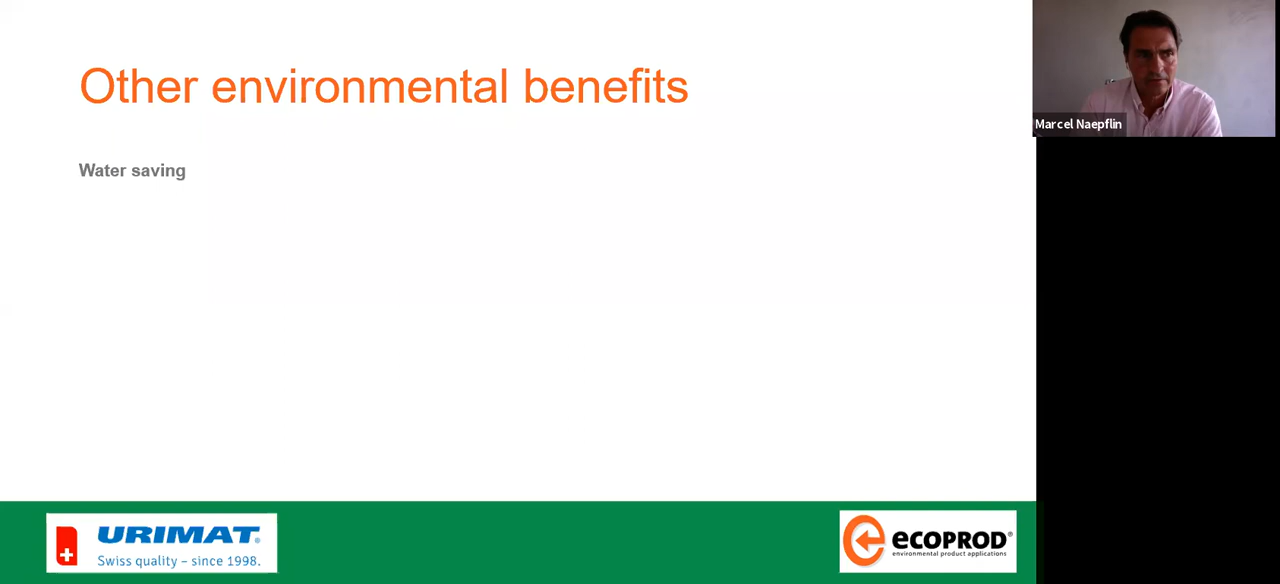 Other environmental benefits
Marcel Naepflin
Water saving
URIMAT®
Swiss quality – since 1998.
ecoprod®
environmental product applications